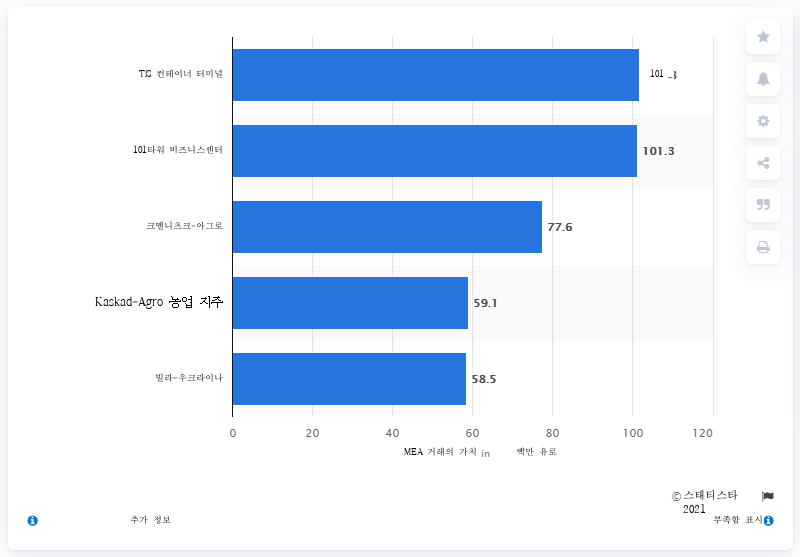 TIS 컨테이너 터미널
101
101타워 비즈니스센터
101.3
크멜니츠크-아그로
77.6
Kaskad-Agro 농업 지주
59.1
빌라-우크라이나
58.5
0 20 40 60 80 100 120
MEA 거래의 가치 in 백만 유로
© 스태티스타
2021
추가 정보
부족함 표시